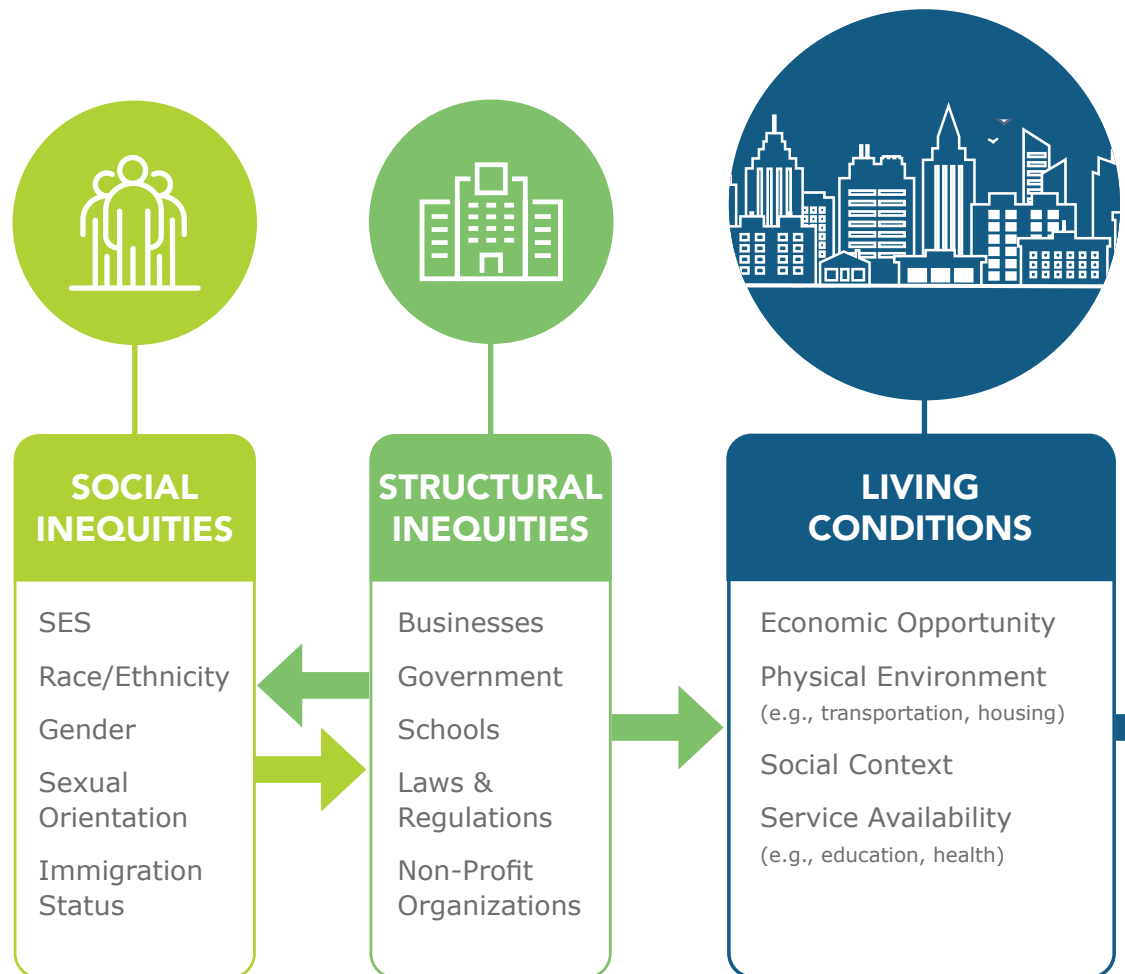 SOCIAL
INEQUITIES
SES
Race/Ethnicity
Gender
Sexual
Orientation
Immigration
Status
STRUCTURAL
INEQUITIES
Businesses
Government
Schools
Laws &
Regulations
Non-Profit
Organizations
LIVING
CONDITIONS
Economic Opportunity
Physical Environment
(e.g., transportation, housing)
Social Context
Service Availability
(e.g., education, health)